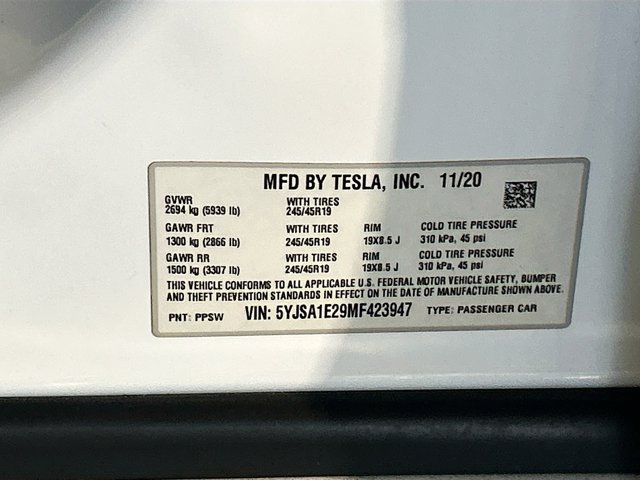 MFD BY TESLA, INC. 11/20
GVWR WITH TIRES
2694 kg (5939 lb) 245/45R19
GAWR FRT WITH TIRES RIM COLD TIRE PRESSURE
1300 kg (2866 lb) 245/45R19 19X8.5 J 310 kPa, 45 psi
GAWR RR WITH TIRES RIM COLD TIRE PRESSURE
1500 kg (3307 lb) 245/45R19 19X8.5 J 310 kPa, 45 psi
THIS VEHICLE CONFORMS TO ALL APPLICABLE U.S. FEDERAL MOTOR VEHICLE SAFETY, BUMPER
AND THEFT PREVENTION STANDARDS IN EFFECT ON THE DATE OF MANUFACTURE SHOWN ABOVE.
PNT: PPSW VIN: 5YJSA1E29MF423947 TYPE: PASSENGER CAR